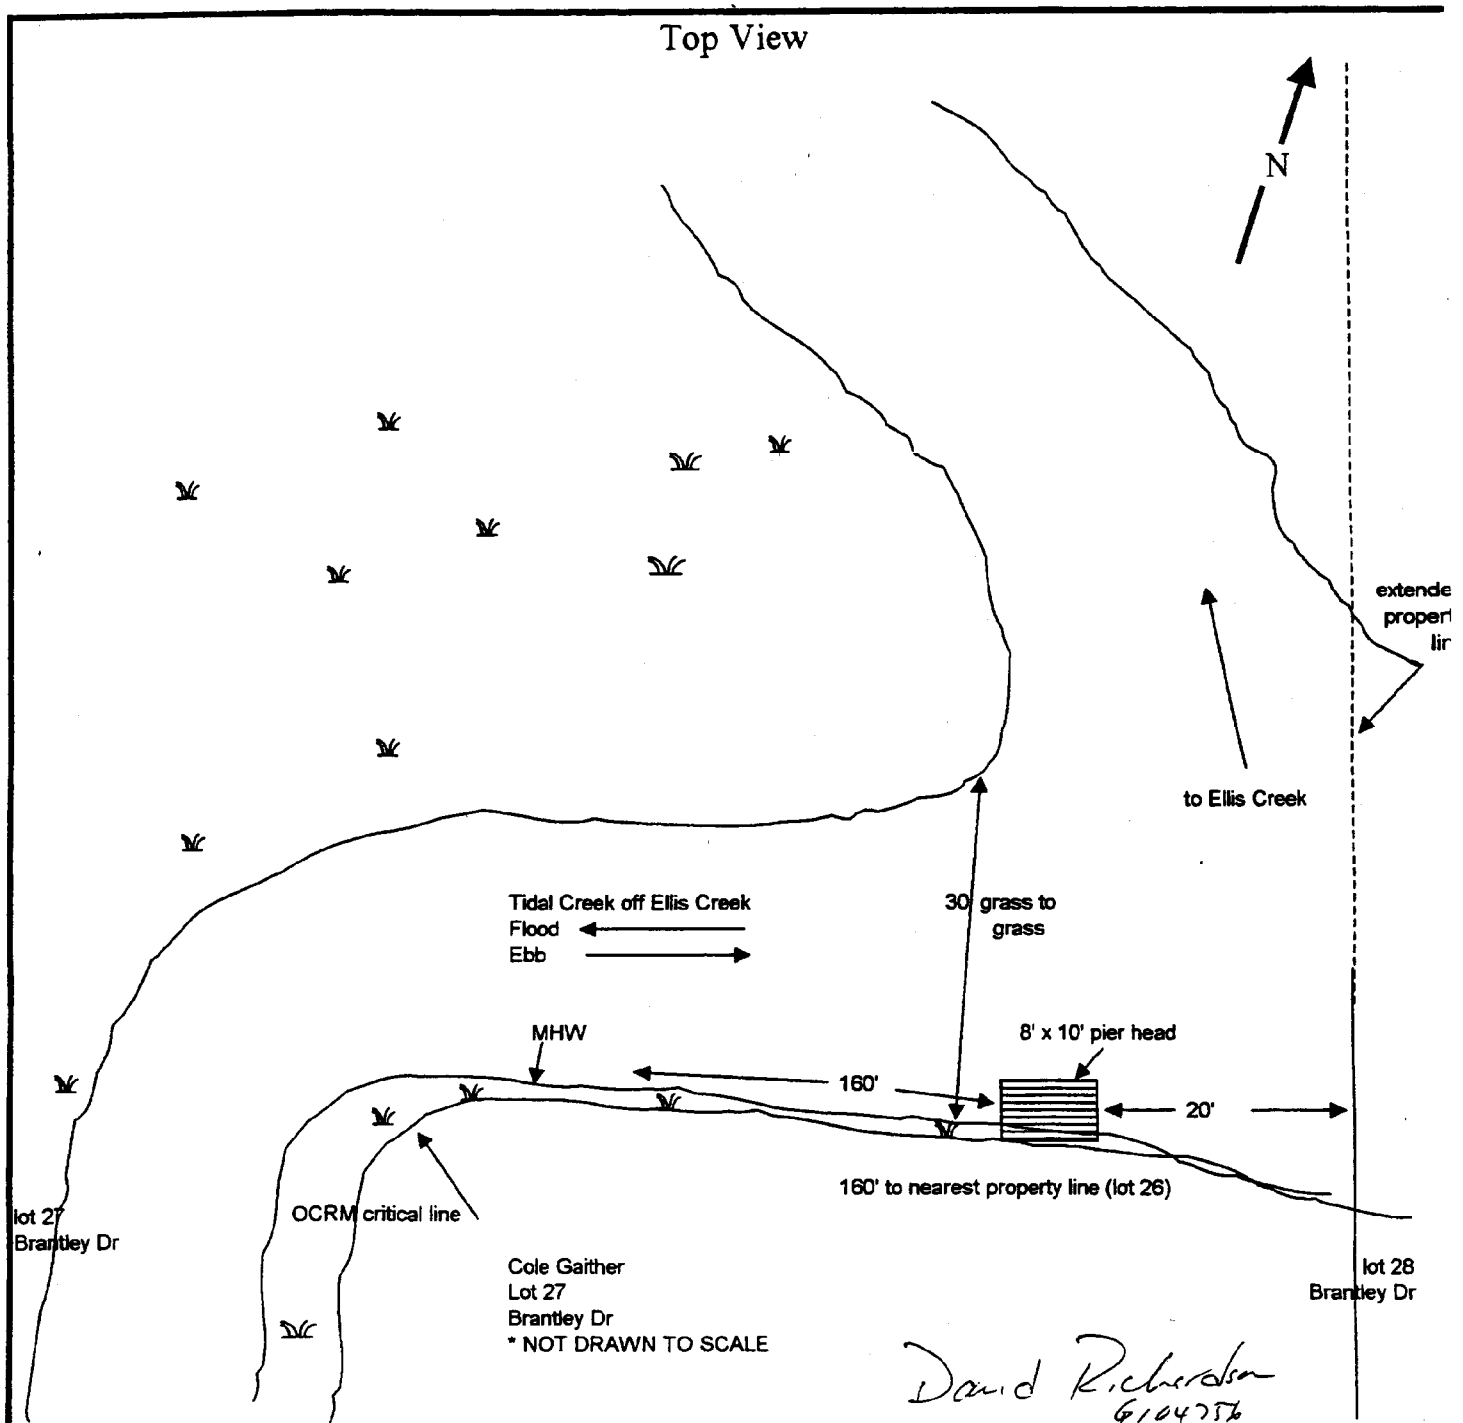 Top View
N
extende
propert
lin
to Ellis Creek
Tidal Creek off Ellis Creek
Flood
Ebb
30 grass to
grass
MHW
8' x 10' pier head
160'
20'
160' to nearest property line (lot 26)
OCRM critical line
lot 27
Brantley Dr
Cole Gaither
Lot 27
Brantley Dr
* NOT DRAWN TO SCALE
lot 28
Brantley Dr
David Richardson